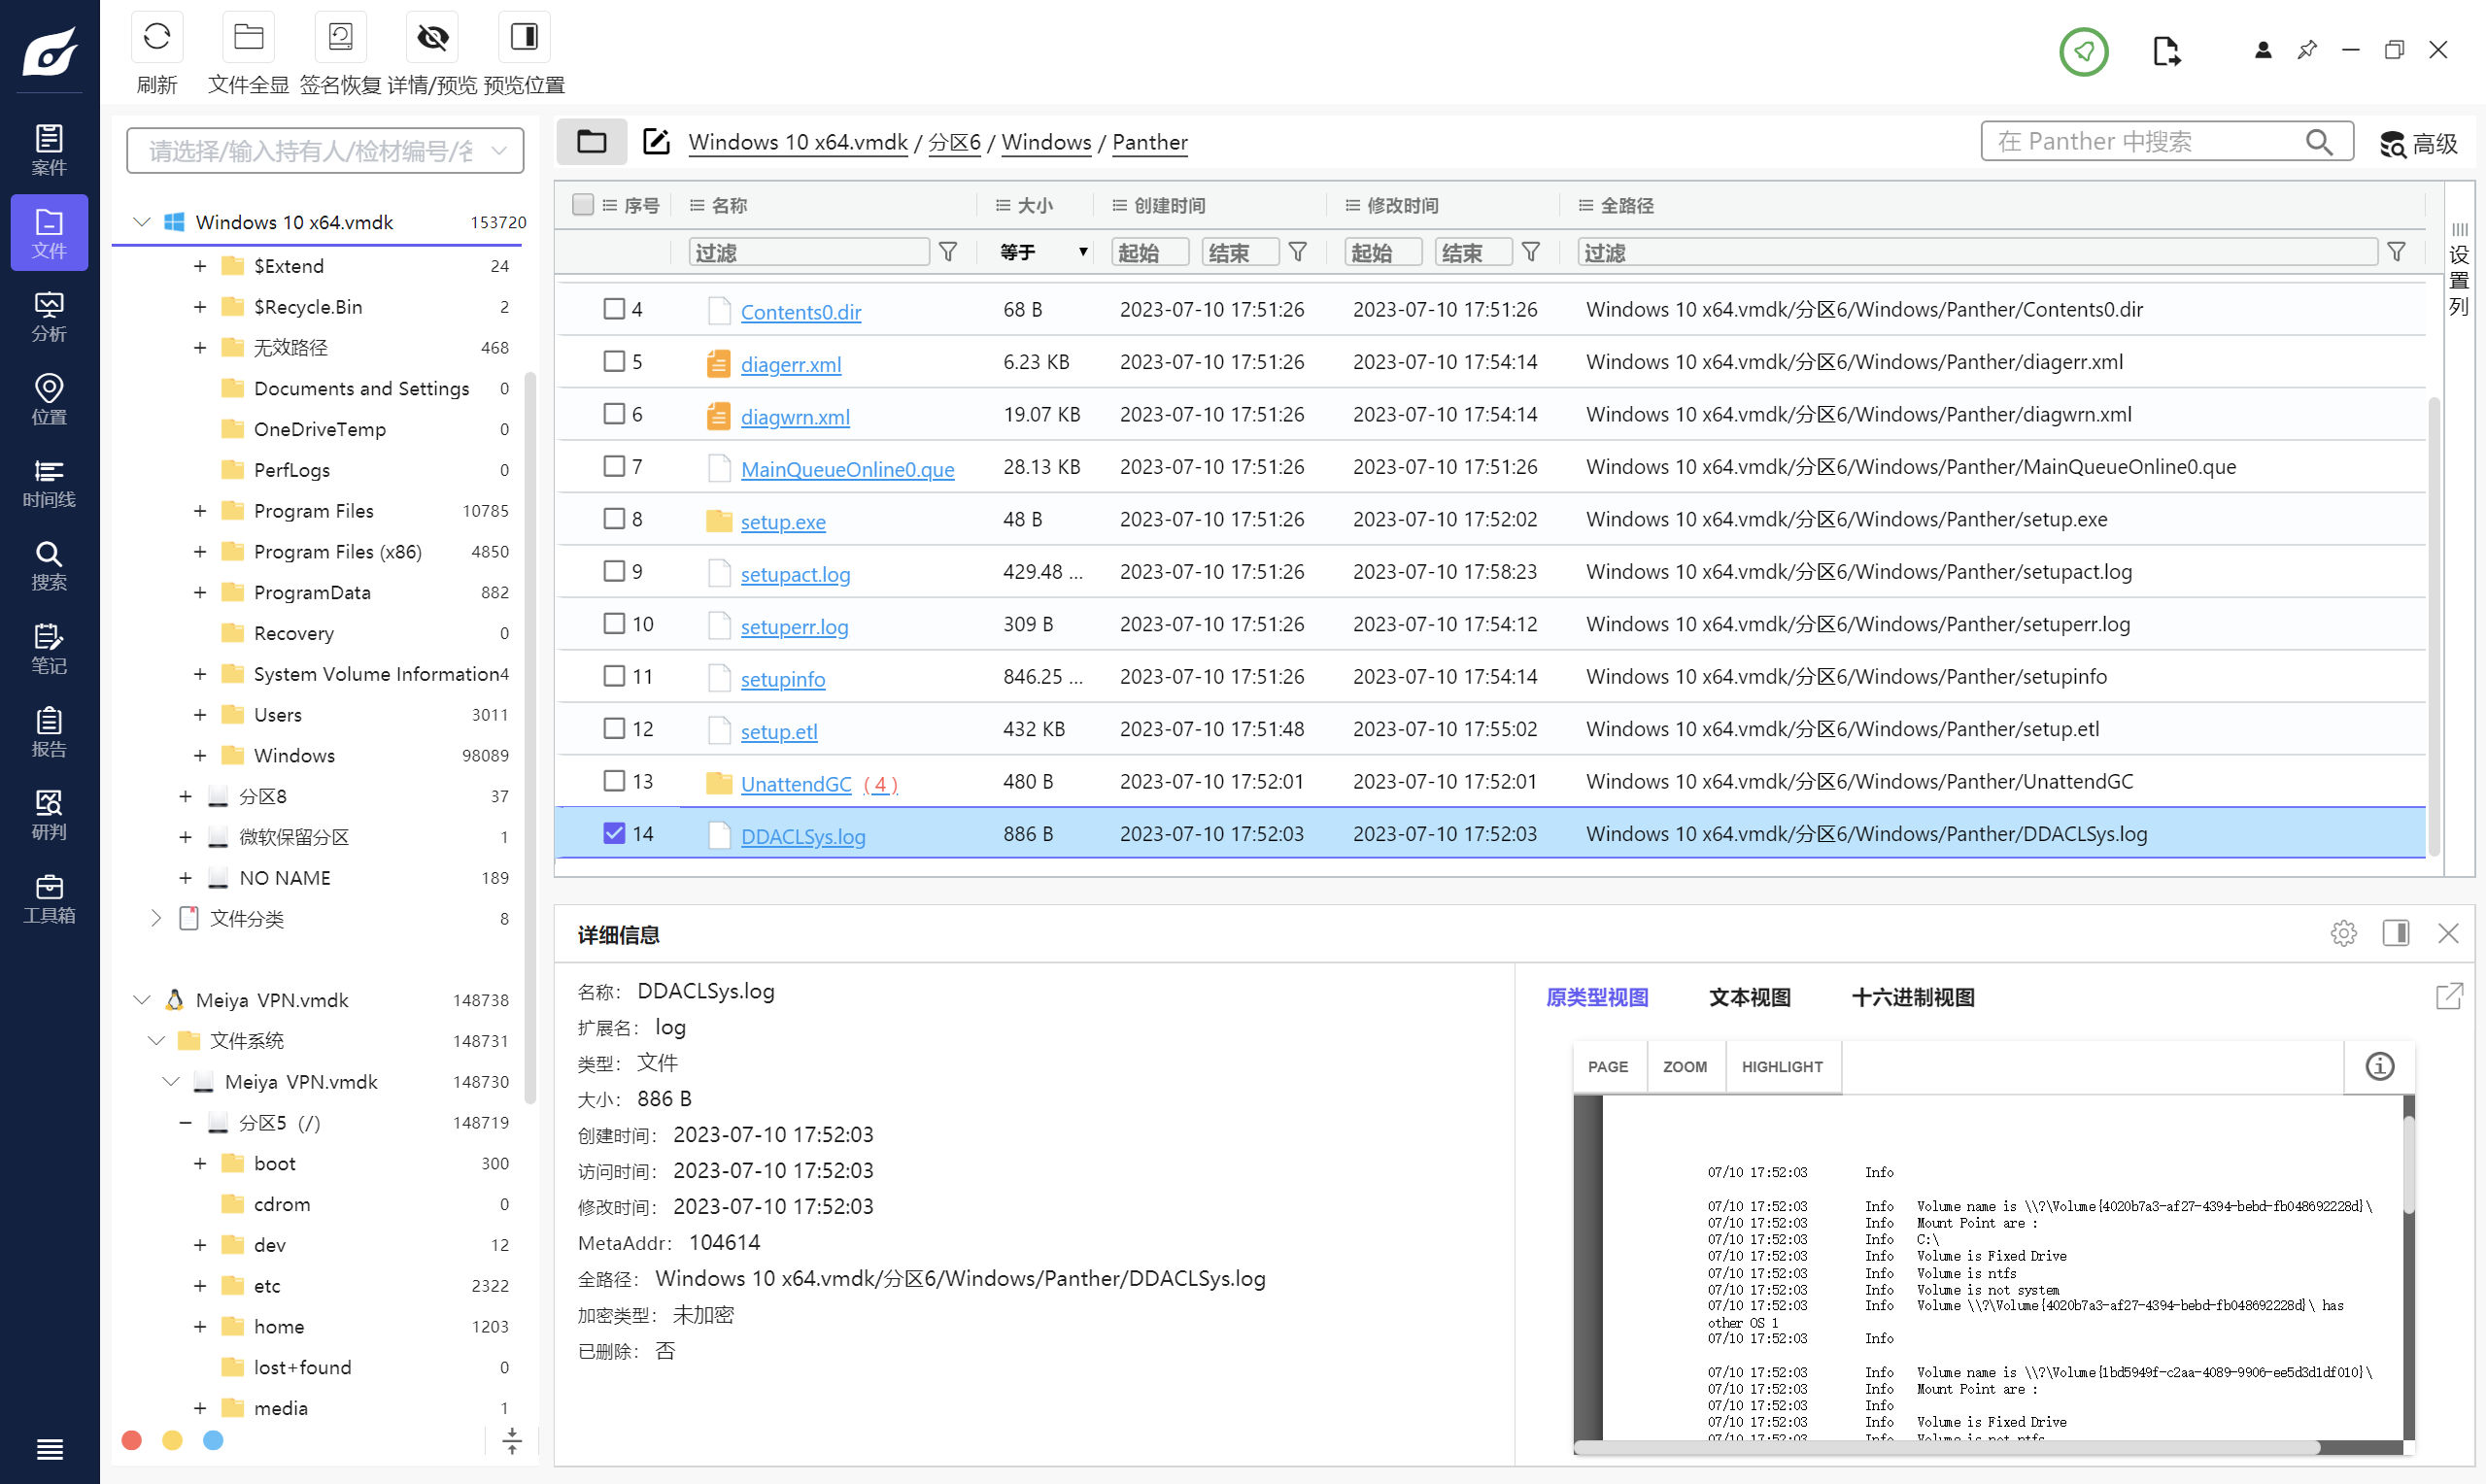 刷新 文件全显 签名恢复 详情/预览 预览位置
案件
文件
分析
位置
时间线
搜索
笔记
报告
研判
工具箱
请选择/输入持有人/检材编号/名
Windows 10 x64.vmdk 153720
+ $Extend 24
+ $Recycle.Bin 2
+ 无效路径 468
Documents and Settings 0
OneDriveTemp 0
PerfLogs 0
+ Program Files 10785
+ Program Files (x86) 4850
+ ProgramData 882
Recovery 0
+ System Volume Information4
+ Users 3011
+ Windows 98089
+ 分区8 37
+ 微软保留分区 1
+ NO NAME 189
文件分类 8
Meiya VPN.vmdk 148738
文件系统 148731
Meiya VPN.vmdk 148730
− 分区5 (/) 148719
+ boot 300
cdrom 0
+ dev 12
+ etc 2322
+ home 1203
lost+found 0
+ media 1
Windows 10 x64.vmdk / 分区6 / Windows / Panther
在 Panther 中搜索
高级
序号 名称 大小 创建时间 修改时间 全路径
过滤 等于 起始 结束 起始 结束 过滤
设置列
4 Contents0.dir 68 B 2023-07-10 17:51:26 2023-07-10 17:51:26 Windows 10 x64.vmdk/分区6/Windows/Panther/Contents0.dir
5 diagerr.xml 6.23 KB 2023-07-10 17:51:26 2023-07-10 17:54:14 Windows 10 x64.vmdk/分区6/Windows/Panther/diagerr.xml
6 diagwrn.xml 19.07 KB 2023-07-10 17:51:26 2023-07-10 17:54:14 Windows 10 x64.vmdk/分区6/Windows/Panther/diagwrn.xml
7 MainQueueOnline0.que 28.13 KB 2023-07-10 17:51:26 2023-07-10 17:51:26 Windows 10 x64.vmdk/分区6/Windows/Panther/MainQueueOnline0.que
8 setup.exe 48 B 2023-07-10 17:51:26 2023-07-10 17:52:02 Windows 10 x64.vmdk/分区6/Windows/Panther/setup.exe
9 setupact.log 429.48 ... 2023-07-10 17:51:26 2023-07-10 17:58:23 Windows 10 x64.vmdk/分区6/Windows/Panther/setupact.log
10 setuperr.log 309 B 2023-07-10 17:51:26 2023-07-10 17:54:12 Windows 10 x64.vmdk/分区6/Windows/Panther/setuperr.log
11 setupinfo 846.25 ... 2023-07-10 17:51:26 2023-07-10 17:54:14 Windows 10 x64.vmdk/分区6/Windows/Panther/setupinfo
12 setup.etl 432 KB 2023-07-10 17:51:48 2023-07-10 17:55:02 Windows 10 x64.vmdk/分区6/Windows/Panther/setup.etl
13 UnattendGC (4) 480 B 2023-07-10 17:52:01 2023-07-10 17:52:01 Windows 10 x64.vmdk/分区6/Windows/Panther/UnattendGC
14 DDACLSys.log 886 B 2023-07-10 17:52:03 2023-07-10 17:52:03 Windows 10 x64.vmdk/分区6/Windows/Panther/DDACLSys.log
详细信息
名称： DDACLSys.log
扩展名： log
类型： 文件
大小： 886 B
创建时间： 2023-07-10 17:52:03
访问时间： 2023-07-10 17:52:03
修改时间： 2023-07-10 17:52:03
MetaAddr： 104614
全路径： Windows 10 x64.vmdk/分区6/Windows/Panther/DDACLSys.log
加密类型： 未加密
已删除： 否
原类型视图 文本视图 十六进制视图
PAGE ZOOM HIGHLIGHT
07/10 17:52:03 Info
07/10 17:52:03 Info Volume name is \\?\Volume{4020b7a3-af27-4394-bebd-fb048692228d}\
07/10 17:52:03 Info Mount Point are :
07/10 17:52:03 Info C:\
07/10 17:52:03 Info Volume is Fixed Drive
07/10 17:52:03 Info Volume is ntfs
07/10 17:52:03 Info Volume is not system
07/10 17:52:03 Info Volume \\?\Volume{4020b7a3-af27-4394-bebd-fb048692228d}\ has
other OS 1
07/10 17:52:03 Info
07/10 17:52:03 Info Volume name is \\?\Volume{1bd5949f-c2aa-4089-9906-ee5d3d1df010}\
07/10 17:52:03 Info Mount Point are :
07/10 17:52:03 Info
07/10 17:52:03 Info Volume is Fixed Drive
07/10 17:52:03 Info Volume is not ntfs